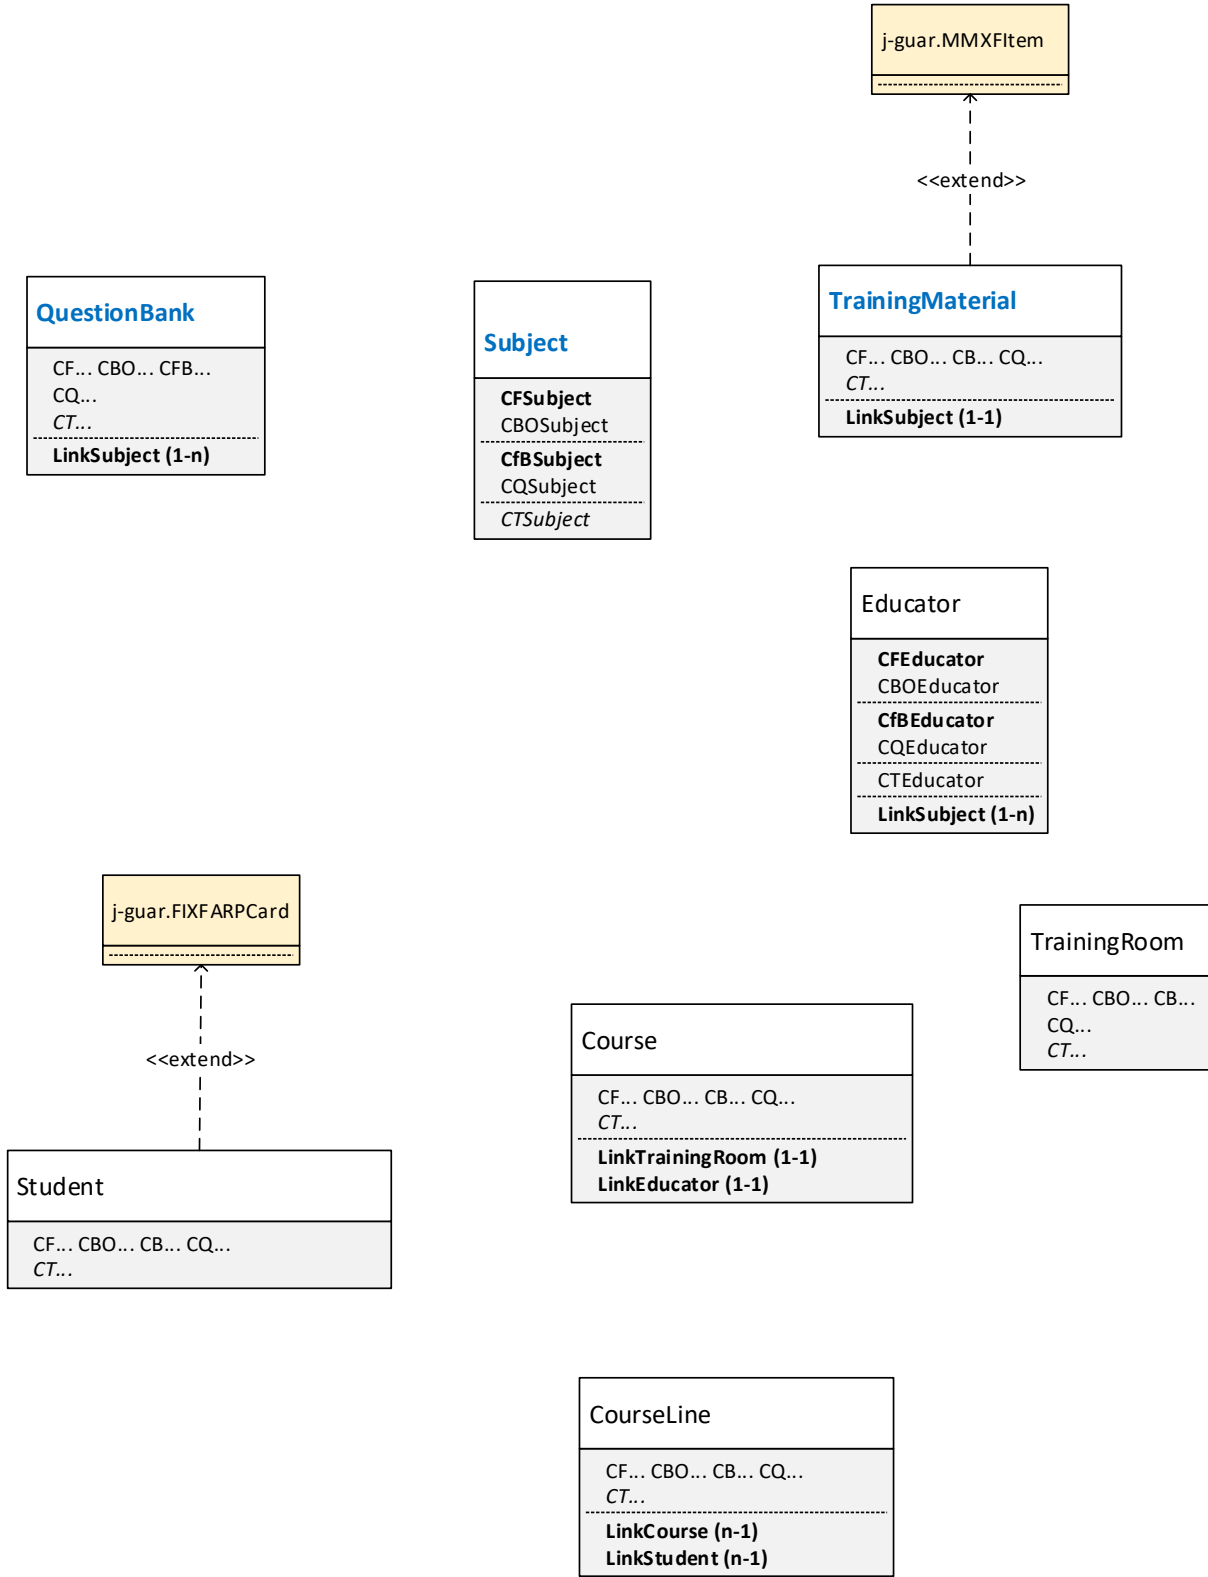 j-guar.MMXFItem
<<extend>>
QuestionBank
CF... CBO... CFB...
CQ...
CT...
LinkSubject (1-n)
Subject
CFSubject
CBOSubject
CfBSubject
CQSubject
CTSubject
TrainingMaterial
CF... CBO... CB... CQ...
CT...
LinkSubject (1-1)
Educator
CFEducator
CBOEducator
CfBEducator
CQEducator
CTEducator
LinkSubject (1-n)
j-guar.FIXFARPCard
<<extend>>
TrainingRoom
CF... CBO... CB...
CQ...
CT...
Course
CF... CBO... CB... CQ...
CT...
LinkTrainingRoom (1-1)
LinkEducator (1-1)
Student
CF... CBO... CB... CQ...
CT...
CourseLine
CF... CBO... CB... CQ...
CT...
LinkCourse (n-1)
LinkStudent (n-1)